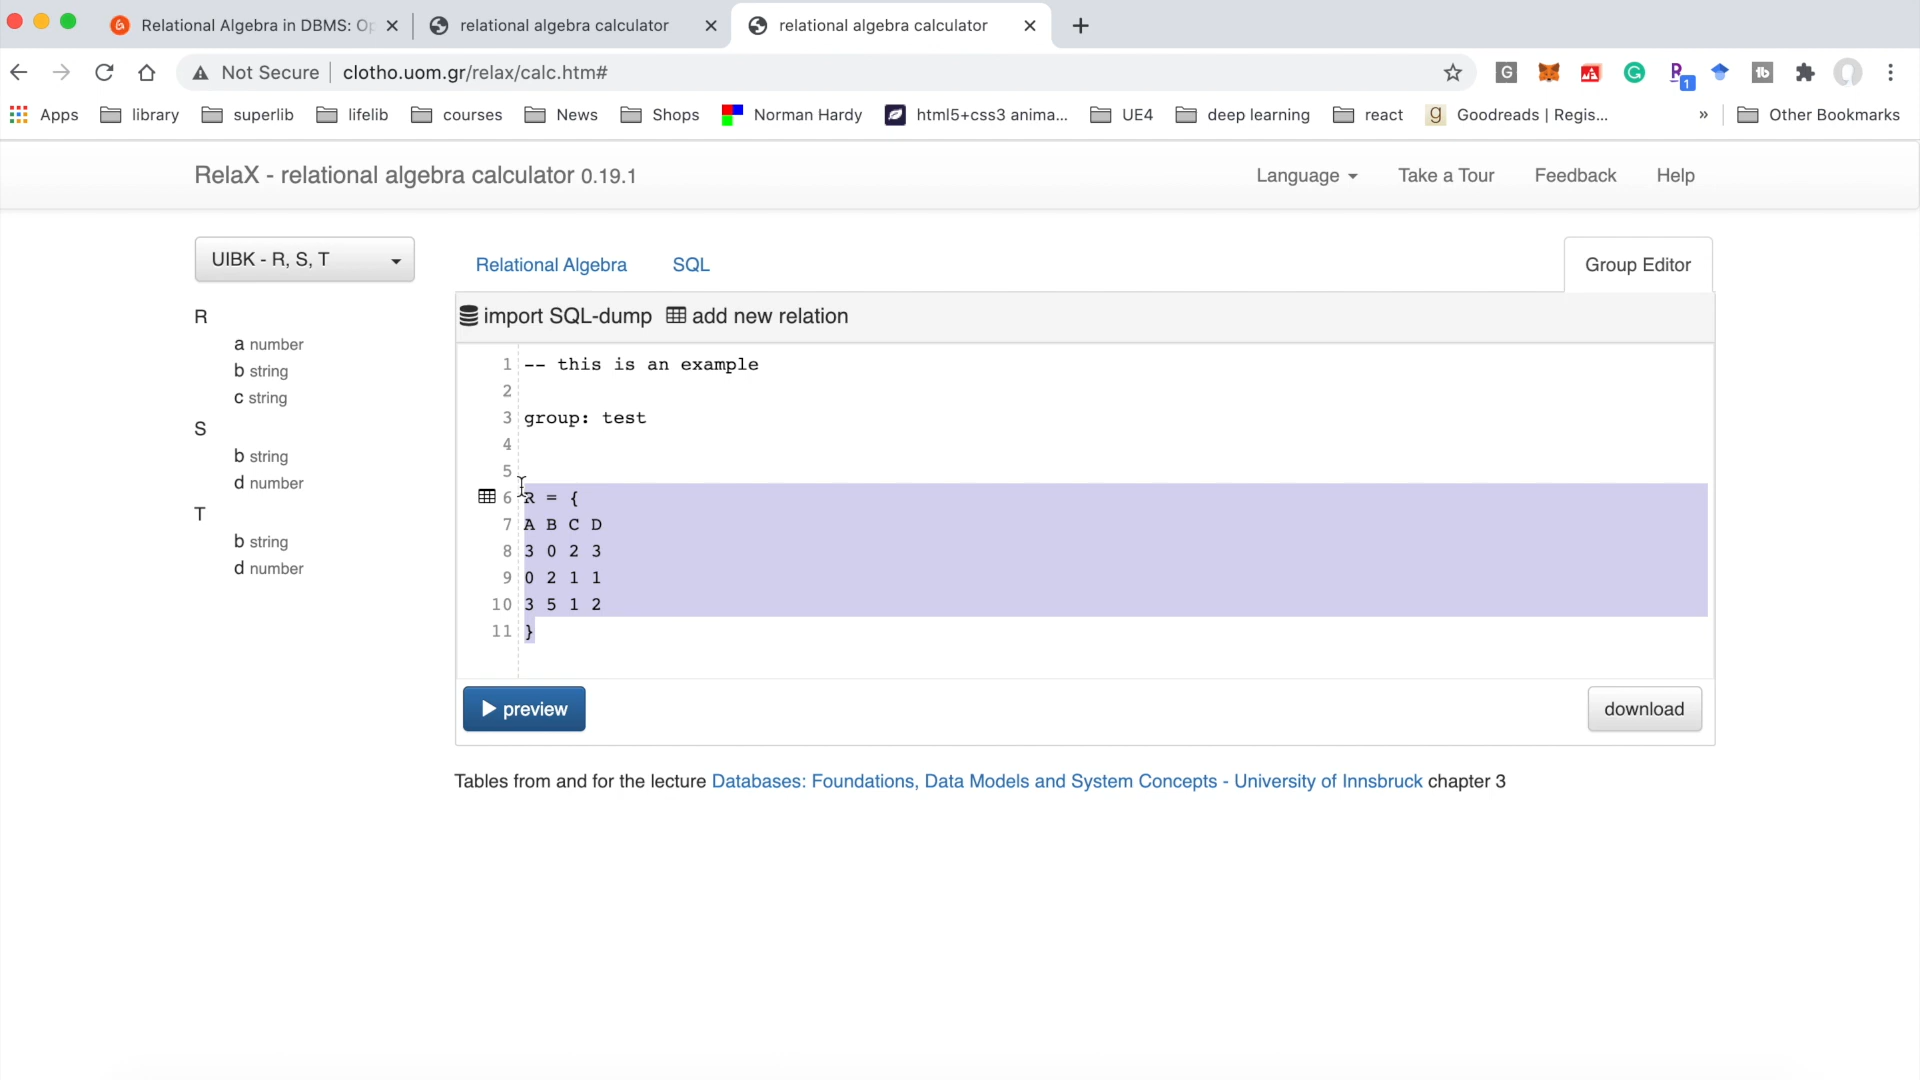 Relational Algebra in DBMS: Op
relational algebra calculator
relational algebra calculator
Not Secure
clotho.uom.gr/relax/calc.htm#
G
1
tb
Apps
library
superlib
lifelib
courses
News
Shops
Norman Hardy
html5+css3 anima...
UE4
deep learning
react
g
Goodreads | Regis...
»
Other Bookmarks
RelaX - relational algebra calculator 0.19.1
Language
Take a Tour
Feedback
Help
UIBK - R, S, T
R
a number
b string
c string
S
b string
d number
T
b string
d number
Relational Algebra
SQL
Group Editor
import SQL-dump
add new relation
1 -- this is an example
2
3 group: test
4
5
6 R = {
7 A B C D
8 3 0 2 3
9 0 2 1 1
10 3 5 1 2
11 }
preview
download
Tables from and for the lecture Databases: Foundations, Data Models and System Concepts - University of Innsbruck chapter 3